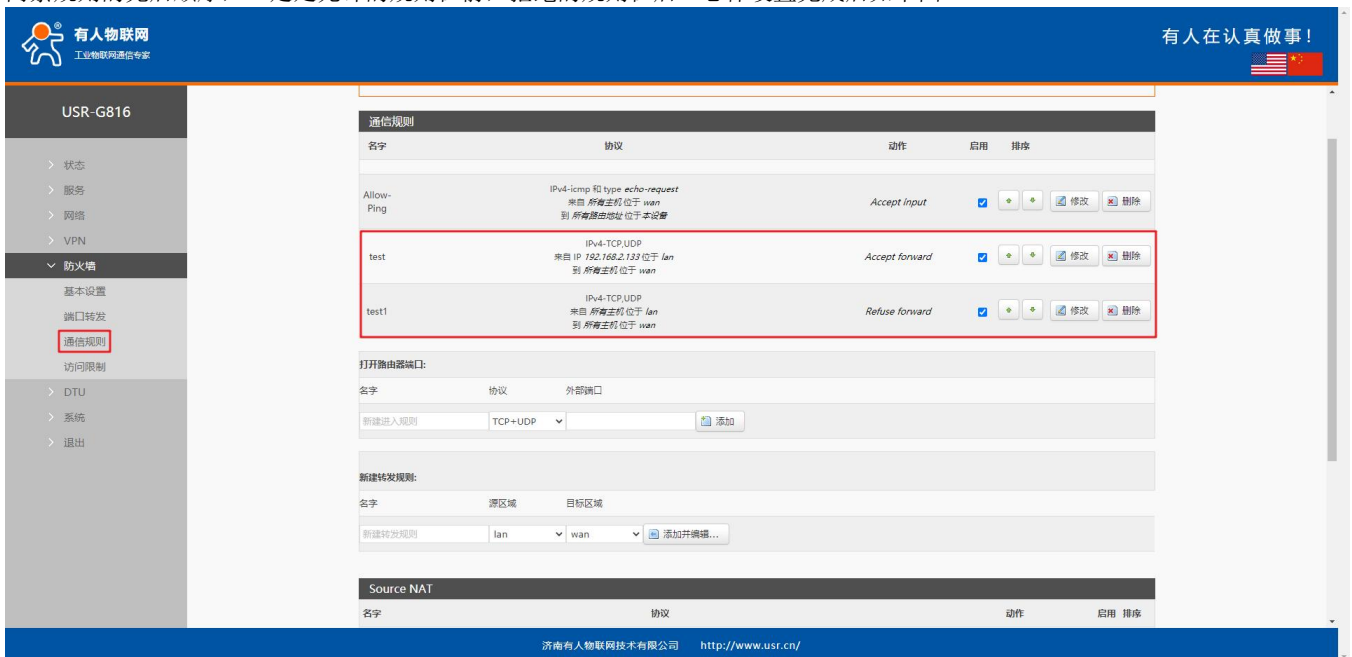 有人物联网
工业物联网通信专家
有人在认真做事！
USR-G816
状态
服务
网络
VPN
防火墙
基本设置
端口转发
通信规则
访问限制
DTU
系统
退出
通信规则
名字 协议 动作 启用 排序
Allow-Ping
IPv4-icmp 和 type echo-request
来自 所有主机 位于 wan
到 所有路由地址 位于 本设备
Accept input
修改 删除
test
IPv4-TCP,UDP
来自 IP 192.168.2.133 位于 lan
到 所有主机 位于 wan
Accept forward
修改 删除
test1
IPv4-TCP,UDP
来自 所有主机 位于 lan
到 所有主机 位于 wan
Refuse forward
修改 删除
打开路由器端口:
名字 协议 外部端口
新建进入规则 TCP+UDP 添加
新建转发规则:
名字 源区域 目标区域
新建转发规则 lan wan 添加并编辑...
Source NAT
名字 协议 动作 启用 排序
济南有人物联网技术有限公司 http://www.usr.cn/